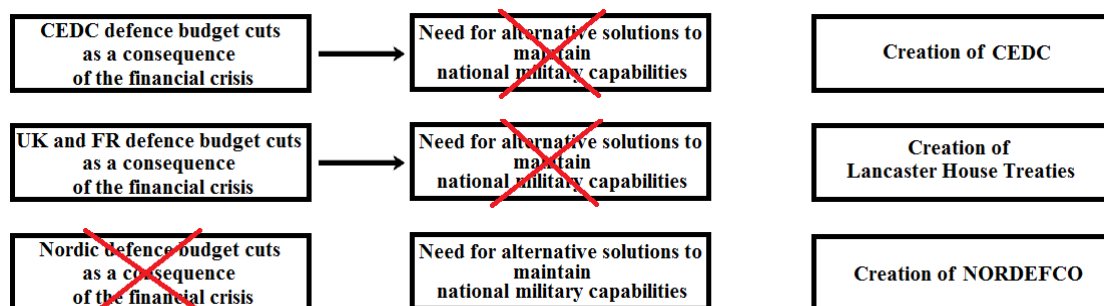 CEDC defence budget cuts
as a consequence
of the financial crisis
Need for alternative solutions to
maintain
national military capabilities
Creation of CEDC
UK and FR defence budget cuts
as a consequence
of the financial crisis
Need for alternative solutions to
maintain
national military capabilities
Creation of
Lancaster House Treaties
Nordic defence budget cuts
as a consequence
of the financial crisis
Need for alternative solutions to
maintain
national military capabilities
Creation of NORDEFCO